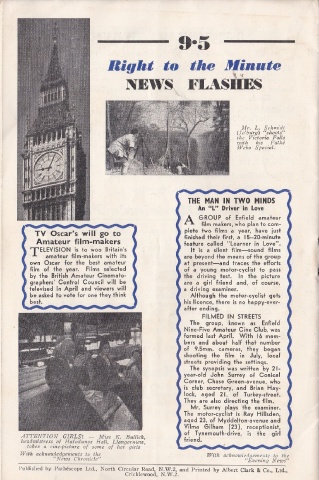 9·5
Right to the Minute
NEWS FLASHES
Mr. L. Schmidt
"shoots"
the Victoria Falls
with his Pathe
Webo Special.
TV Oscar's will go to
Amateur film-makers
TELEVISION is to woo Britain's
amateur film-makers with its
own Oscar for the best amateur
film of the year. Films selected
by the British Amateur Cinemato-
graphers' Central Council will be
televised in April and viewers will
be asked to vote for one they think
best.
ATTENTION GIRLS: — Miss K.
headmistress of Howell's Hall,
takes a cine-picture of some of her girls
With acknowledgements to the
"News Chronicle"
THE MAN IN TWO MINDS
An "L" Driver in Love
A GROUP of Enfield amateur
film makers, who plan to com-
plete two films a year, have just
finished their first, a 15-20-minute
feature called "Learner in Love."
It is a silent film—sound films
are beyond the means of the group
at present—and traces the efforts
of a young motor-cyclist to pass
the driving test. In the picture
are a girl friend and, of course,
a driving examiner.
Although the motor-cyclist gets
his licence, there is no happy-ever-
after ending.
FILMED IN STREETS
The group, known as Enfield
Nine-Five Amateur Cine Club, was
formed last April. With 16 mem-
bers and about half that number
of 9.5mm. cameras, they began
shooting the film in July, local
streets providing the settings.
The synopsis was written by 21-
year-old John Surrey of Conical
Corner, Chase Green-avenue, who
is club secretary, and Brian Hay-
lock, aged 21, of Turkey-street.
They are also directing the film.
Mr. Surrey plays the examiner.
The motor-cyclist is Ray Hillsden,
aged 22, of Myddelton-avenue and
Vilma Gilham [23], receptionist,
of Tynemouth-drive, is the girl
friend.
With acknowledgements to the
"Evening News"
Published by Pathescope Ltd., North Circular Road, N.W.2, and Printed by Albert Clark & Co., Ltd.,
Cricklewood, N.W.2.